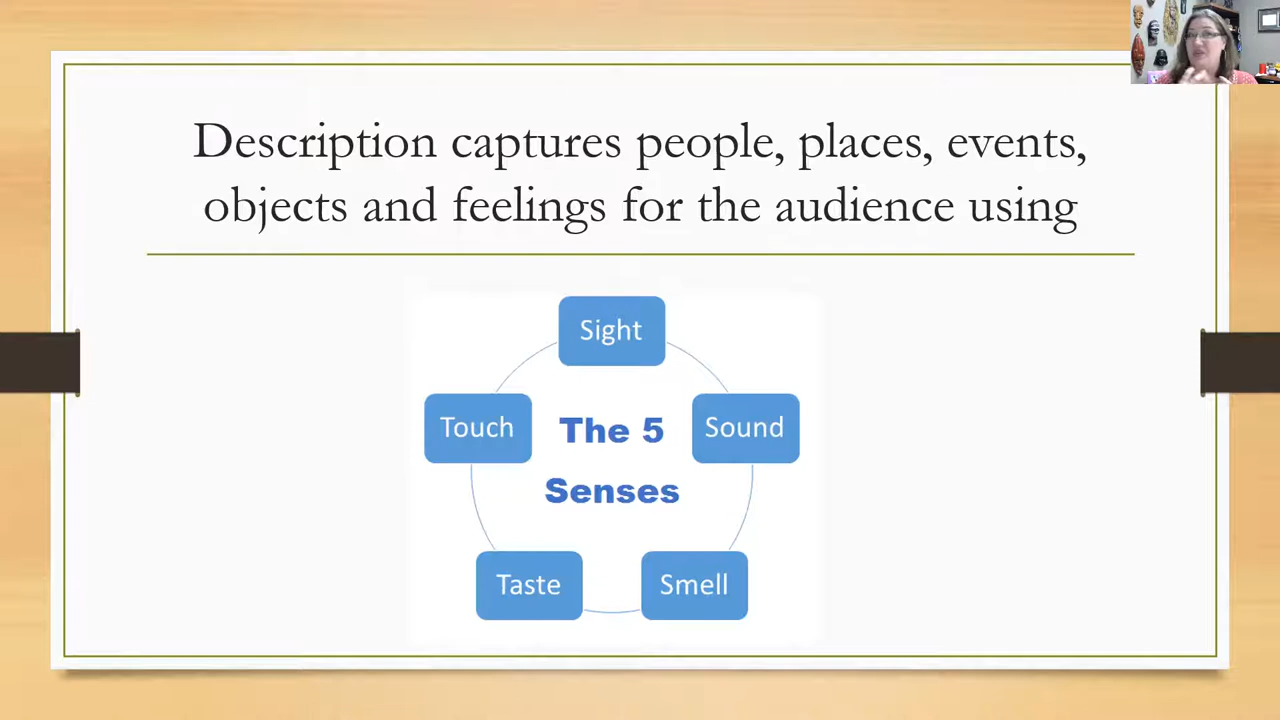 Description captures people, places, events,
objects and feelings for the audience using
Sight
Touch
The 5
Sound
Senses
Taste
Smell